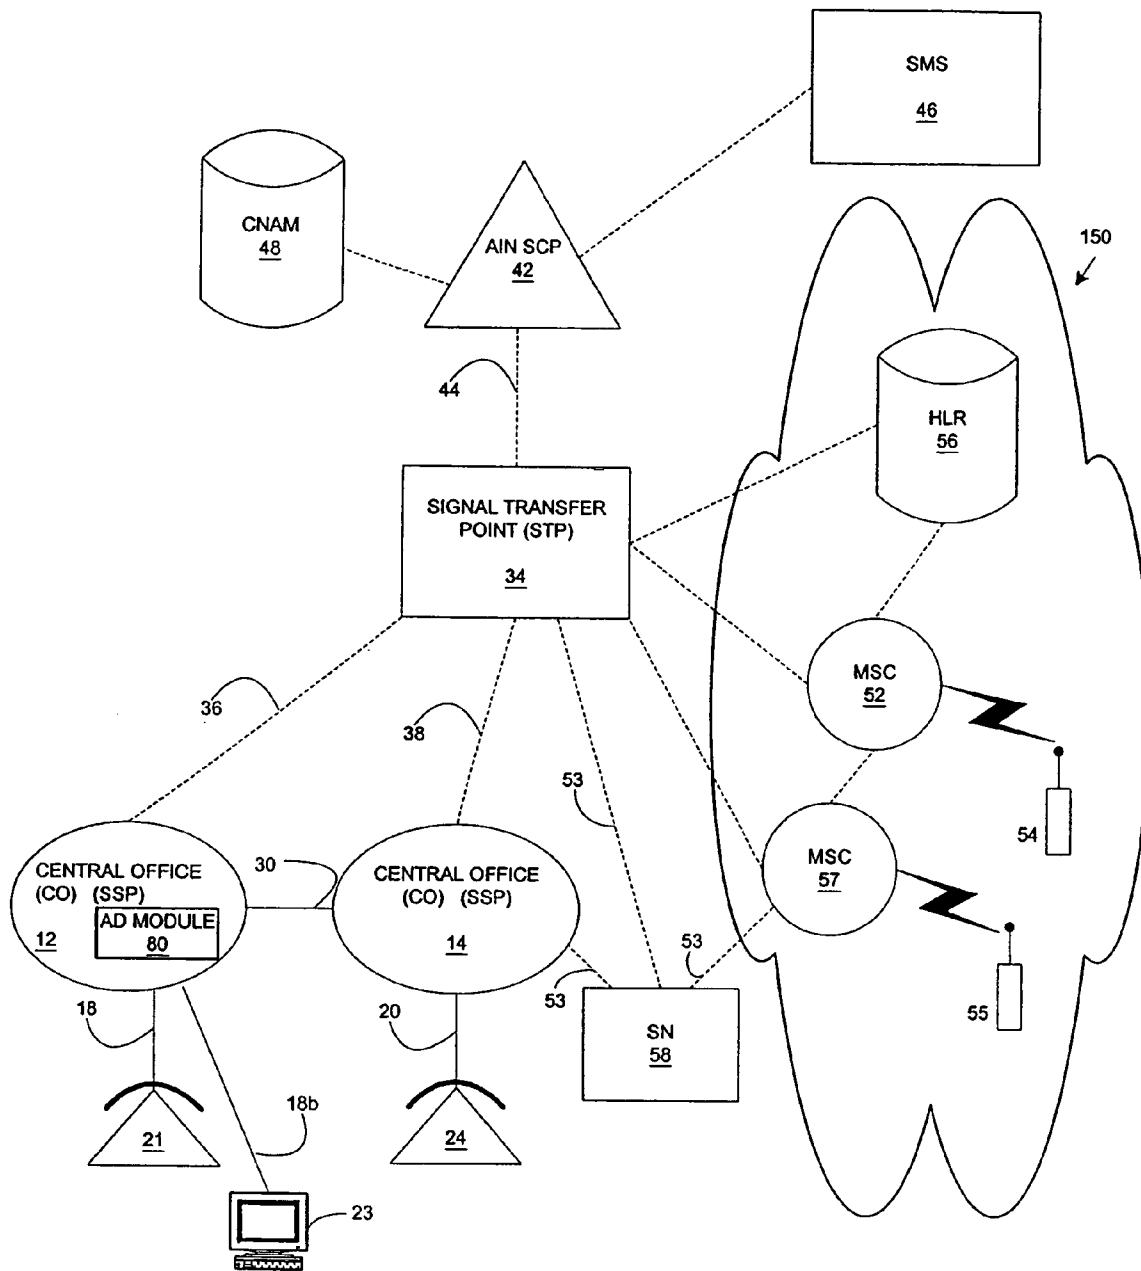 SMS
46
CNAM
48
AIN SCP
42
150
44
HLR
56
SIGNAL TRANSFER
POINT (STP)
34
MSC
52
36
38
53
54
MSC
57
CENTRAL OFFICE
(CO) (SSP)
AD MODULE
80
12
30
CENTRAL OFFICE
(CO) (SSP)
14
53
53
55
18
20
SN
58
18b
21
24
23